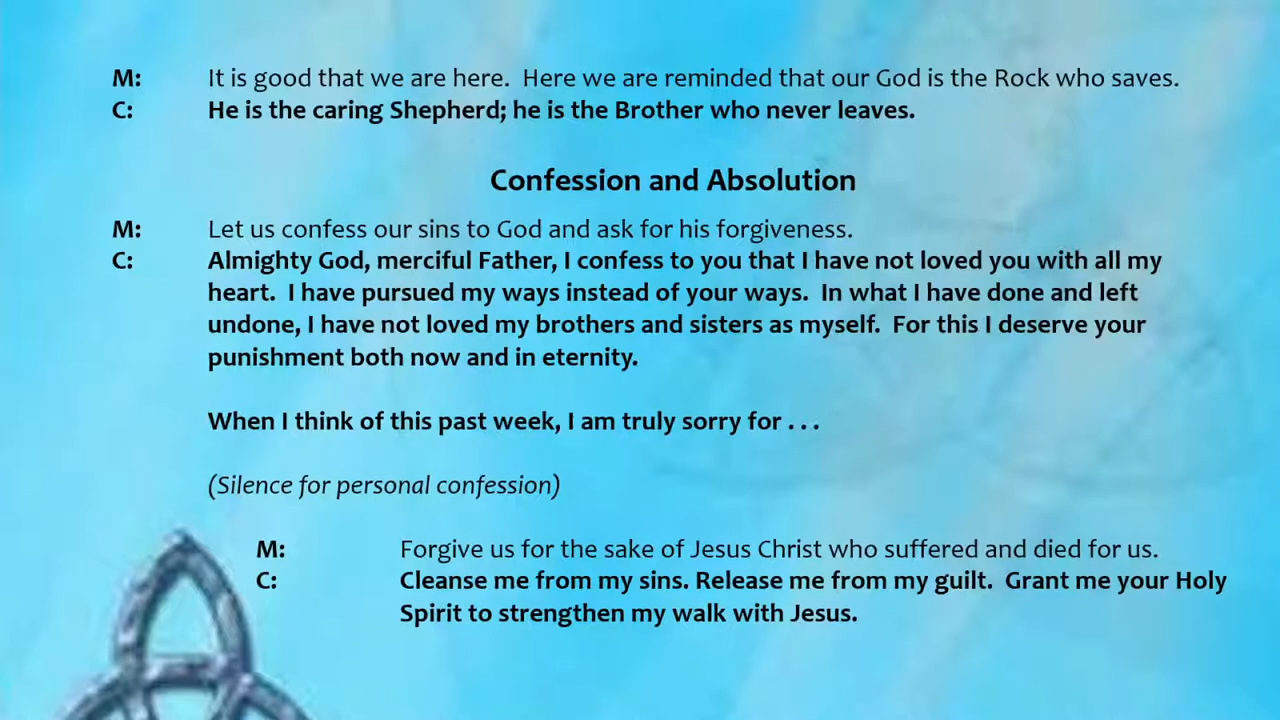 M: It is good that we are here.  Here we are reminded that our God is the Rock who saves.
C: He is the caring Shepherd; he is the Brother who never leaves.
Confession and Absolution
M: Let us confess our sins to God and ask for his forgiveness.
C: Almighty God, merciful Father, I confess to you that I have not loved you with all my
heart.  I have pursued my ways instead of your ways.  In what I have done and left
undone, I have not loved my brothers and sisters as myself.  For this I deserve your
punishment both now and in eternity.
When I think of this past week, I am truly sorry for . . .
(Silence for personal confession)
M: Forgive us for the sake of Jesus Christ who suffered and died for us.
C: Cleanse me from my sins. Release me from my guilt.  Grant me your Holy
Spirit to strengthen my walk with Jesus.